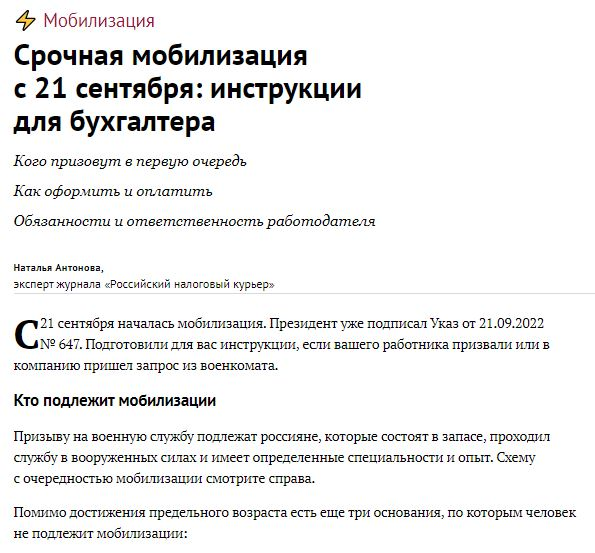 Мобилизация
Срочная мобилизация
с 21 сентября: инструкции
для бухгалтера
Кого призовут в первую очередь
Как оформить и оплатить
Обязанности и ответственность работодателя
Наталья Антонова,
эксперт журнала «Российский налоговый курьер»
С 21 сентября началась мобилизация. Президент уже подписал Указ от 21.09.2022
№ 647. Подготовили для вас инструкции, если вашего работника призвали или в
компанию пришел запрос из военкомата.
Кто подлежит мобилизации
Призыву на военную службу подлежат россияне, которые состоят в запасе, проходил
службу в вооруженных силах и имеет определенные специальности и опыт. Схему
с очередностью мобилизации смотрите справа.
Помимо достижения предельного возраста есть еще три основания, по которым человек
не подлежит мобилизации: